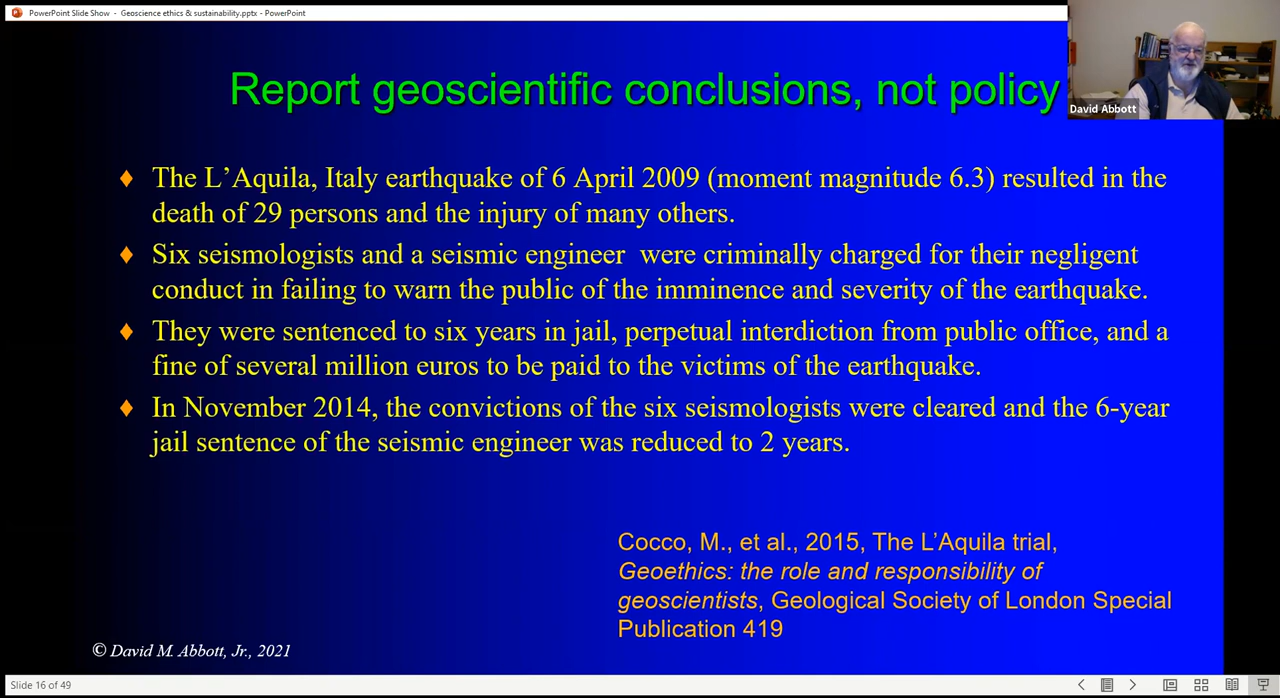 PowerPoint Slide Show - Geoscience ethics & sustainability.pptx - PowerPoint
David Abbott
Report geoscientific conclusions, not policy
The L’Aquila, Italy earthquake of 6 April 2009 (moment magnitude 6.3) resulted in the
death of 29 persons and the injury of many others.
Six seismologists and a seismic engineer were criminally charged for their negligent
conduct in failing to warn the public of the imminence and severity of the earthquake.
They were sentenced to six years in jail, perpetual interdiction from public office, and a
fine of several million euros to be paid to the victims of the earthquake.
In November 2014, the convictions of the six seismologists were cleared and the 6-year
jail sentence of the seismic engineer was reduced to 2 years.
Cocco, M., et al., 2015, The L’Aquila trial,
Geoethics: the role and responsibility of
geoscientists, Geological Society of London Special
Publication 419
© David M. Abbott, Jr., 2021
Slide 16 of 49